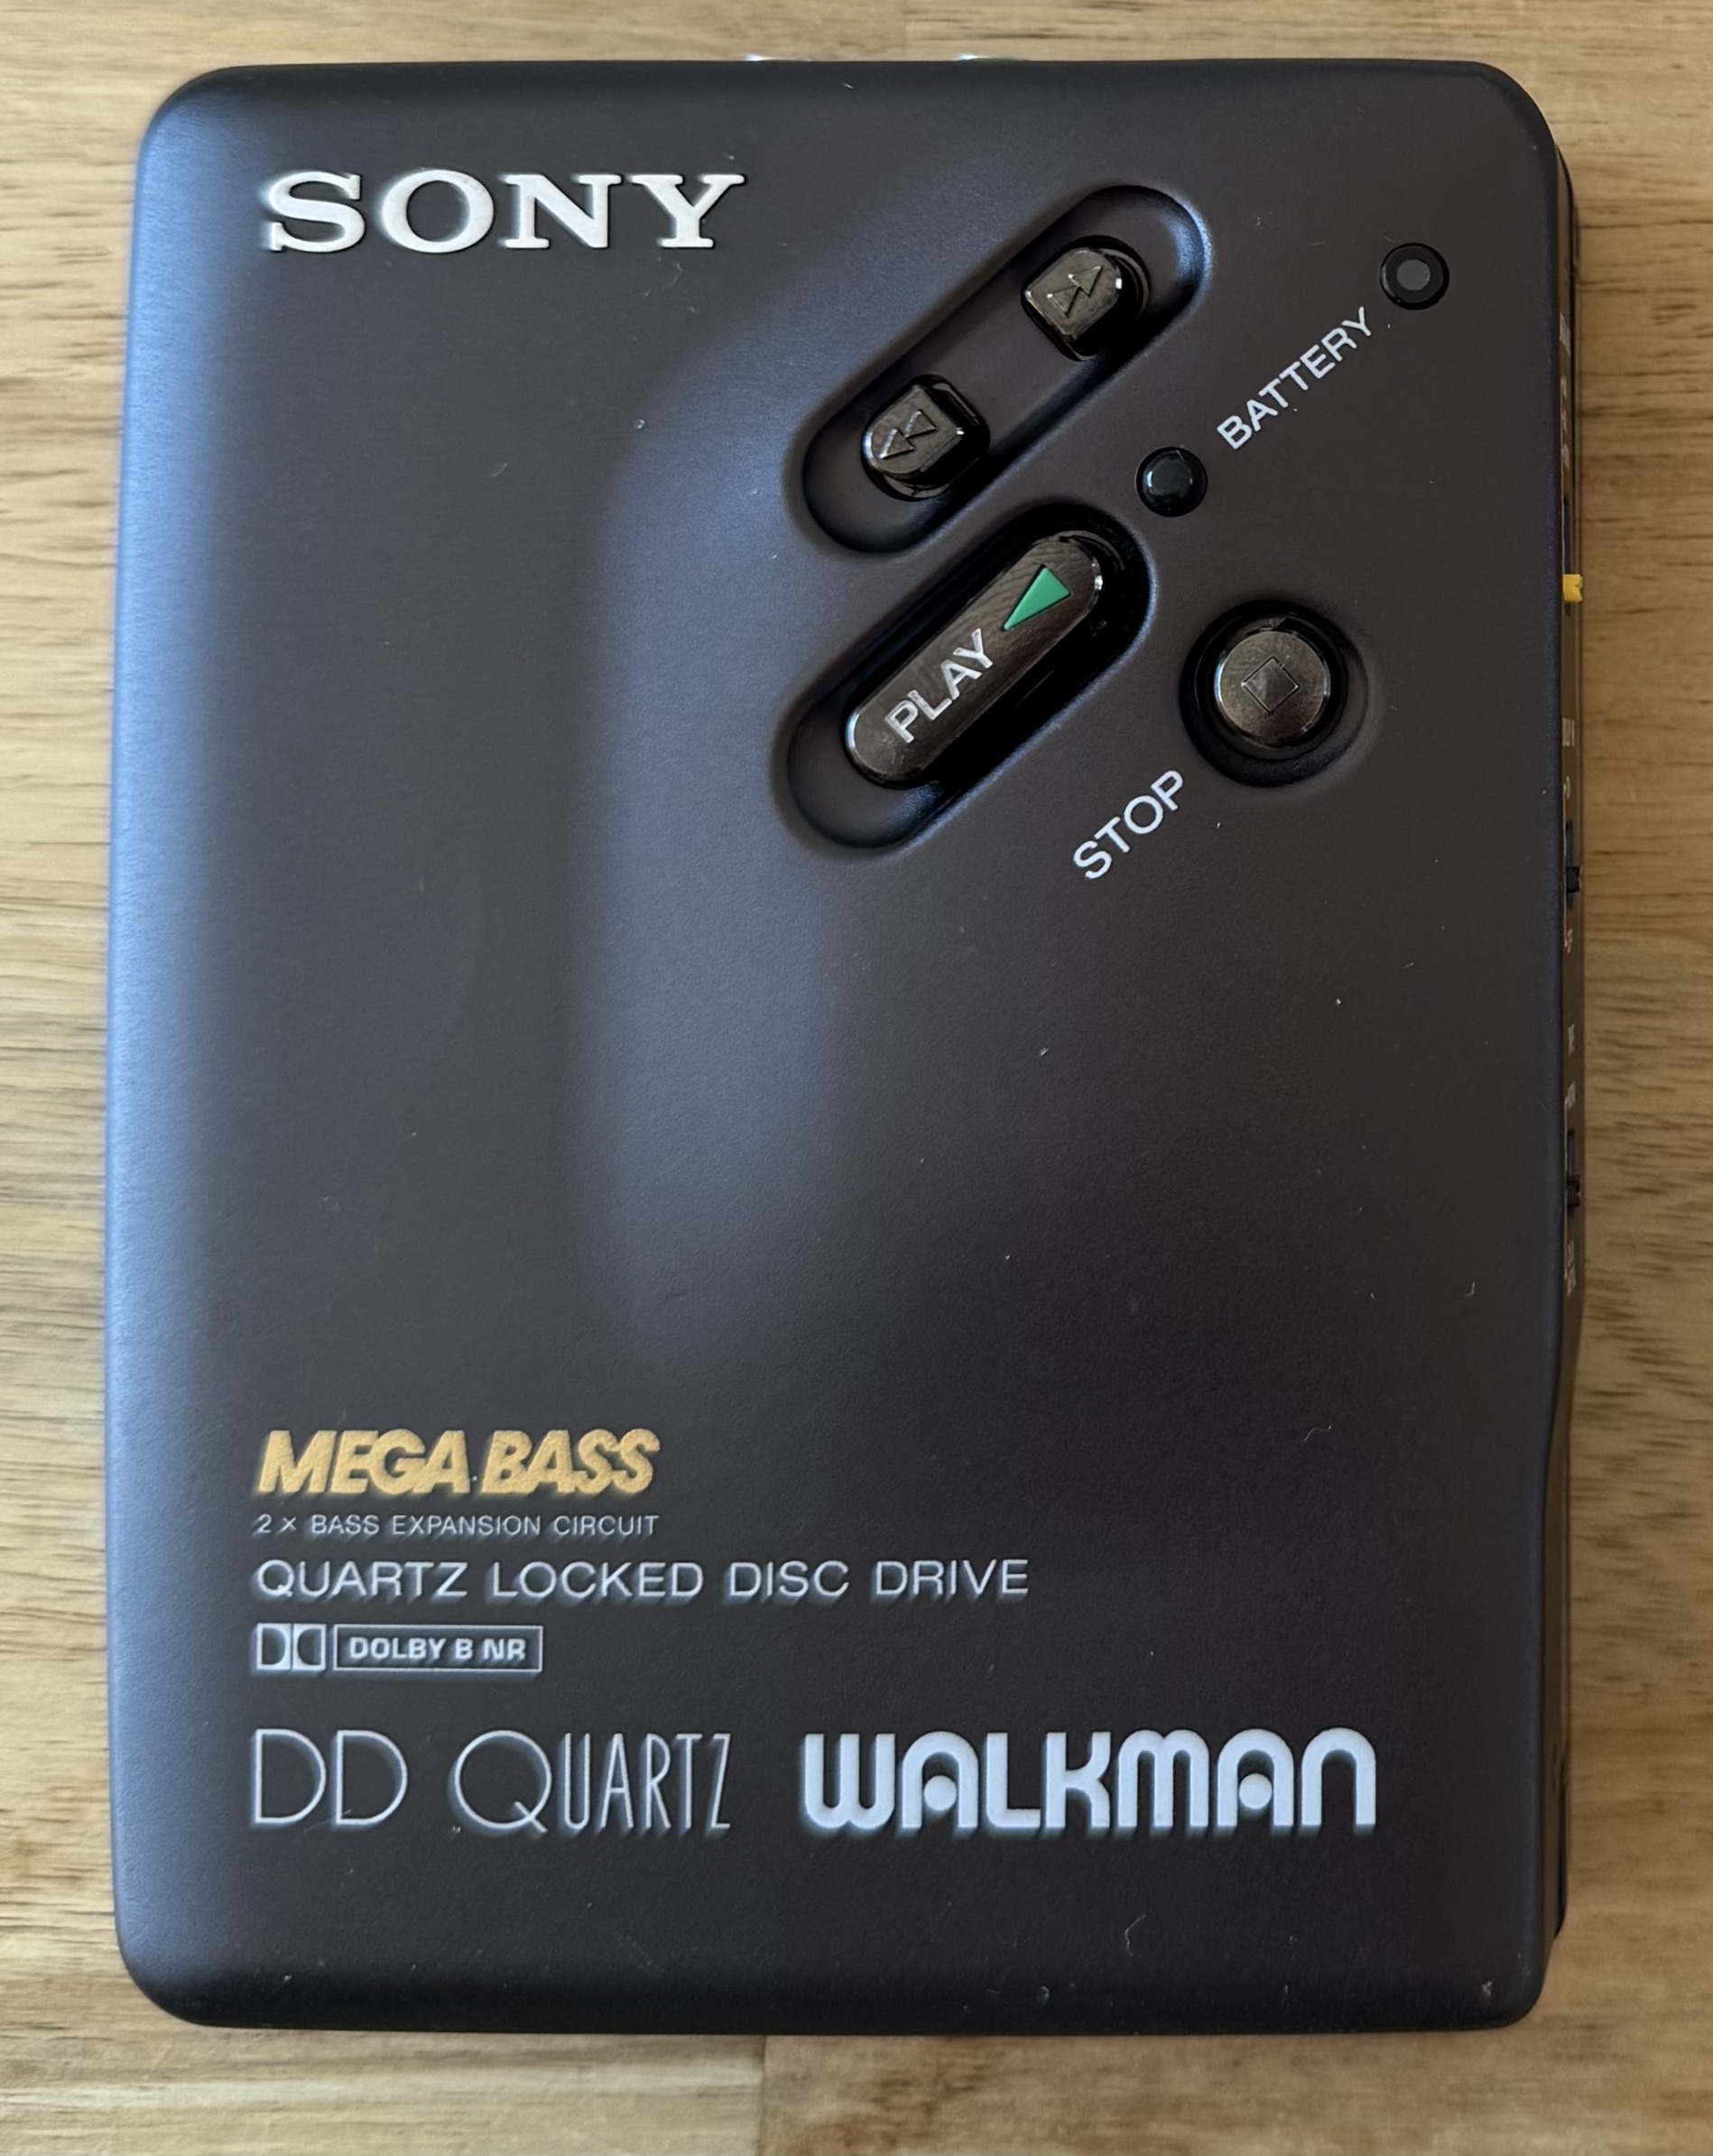 SONY
BATTERY
PLAY
STOP
MEGA BASS
2 × BASS EXPANSION CIRCUIT
QUARTZ LOCKED DISC DRIVE
DOLBY B NR
DD QUARTZ WALKMAN